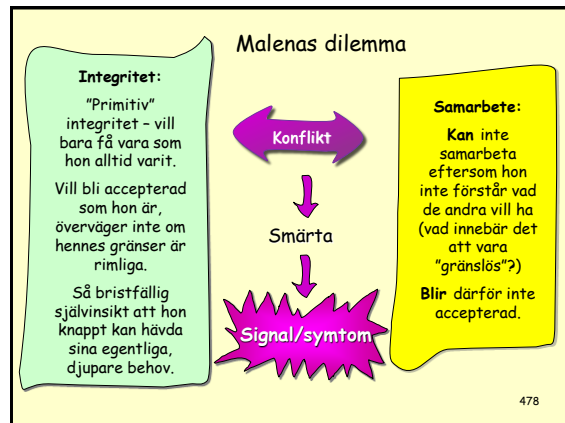 Malenas dilemma
Integritet:
”Primitiv”
integritet – vill
bara få vara som
hon alltid varit.
Vill bli accepterad
som hon är,
överväger inte om
hennes gränser är
rimliga.
Så bristfällig
självinsikt att hon
knappt kan hävda
sina egentliga,
djupare behov.
Konflikt
Smärta
Signal/symtom
Samarbete:
Kan inte
samarbeta
eftersom hon
inte förstår vad
de andra vill ha
(vad innebär det
att vara
”gränslös”?)
Blir därför inte
accepterad.
478